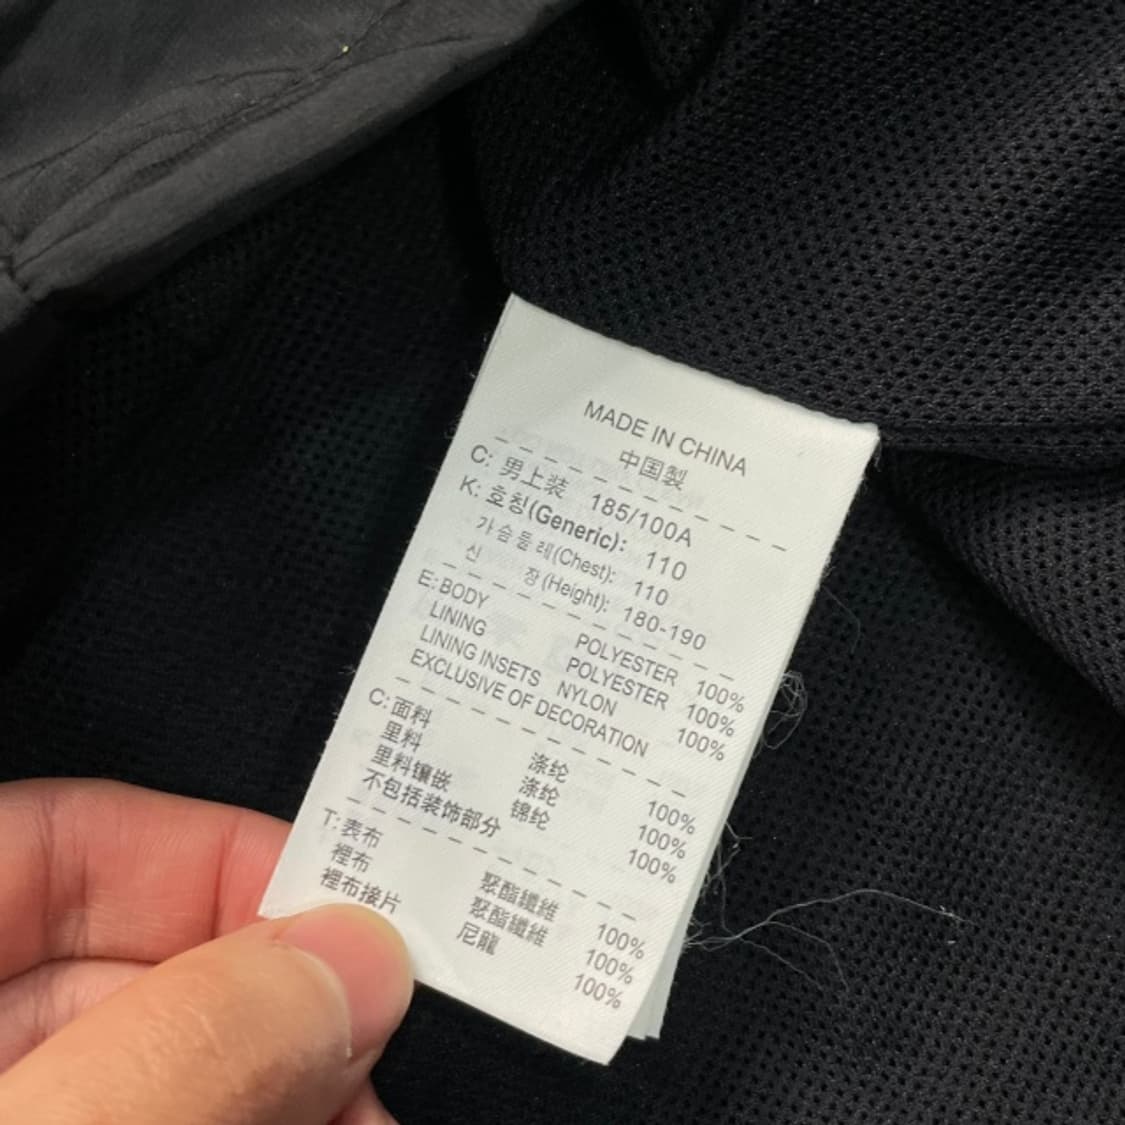 MADE IN CHINA
中国製
C: 男上装 185/100A
K: 호칭(Generic): 110
가슴둘레(Chest): 110
신 장(Height): 180-190
E: BODY POLYESTER 100%
LINING POLYESTER 100%
LINING INSETS NYLON 100%
EXCLUSIVE OF DECORATION
C: 面料 涤纶 100%
里料 涤纶 100%
里料镶嵌 锦纶 100%
不包括装饰部分
T: 表布 聚酯纖維 100%
裡布 聚酯纖維 100%
裡布接片 尼龍 100%